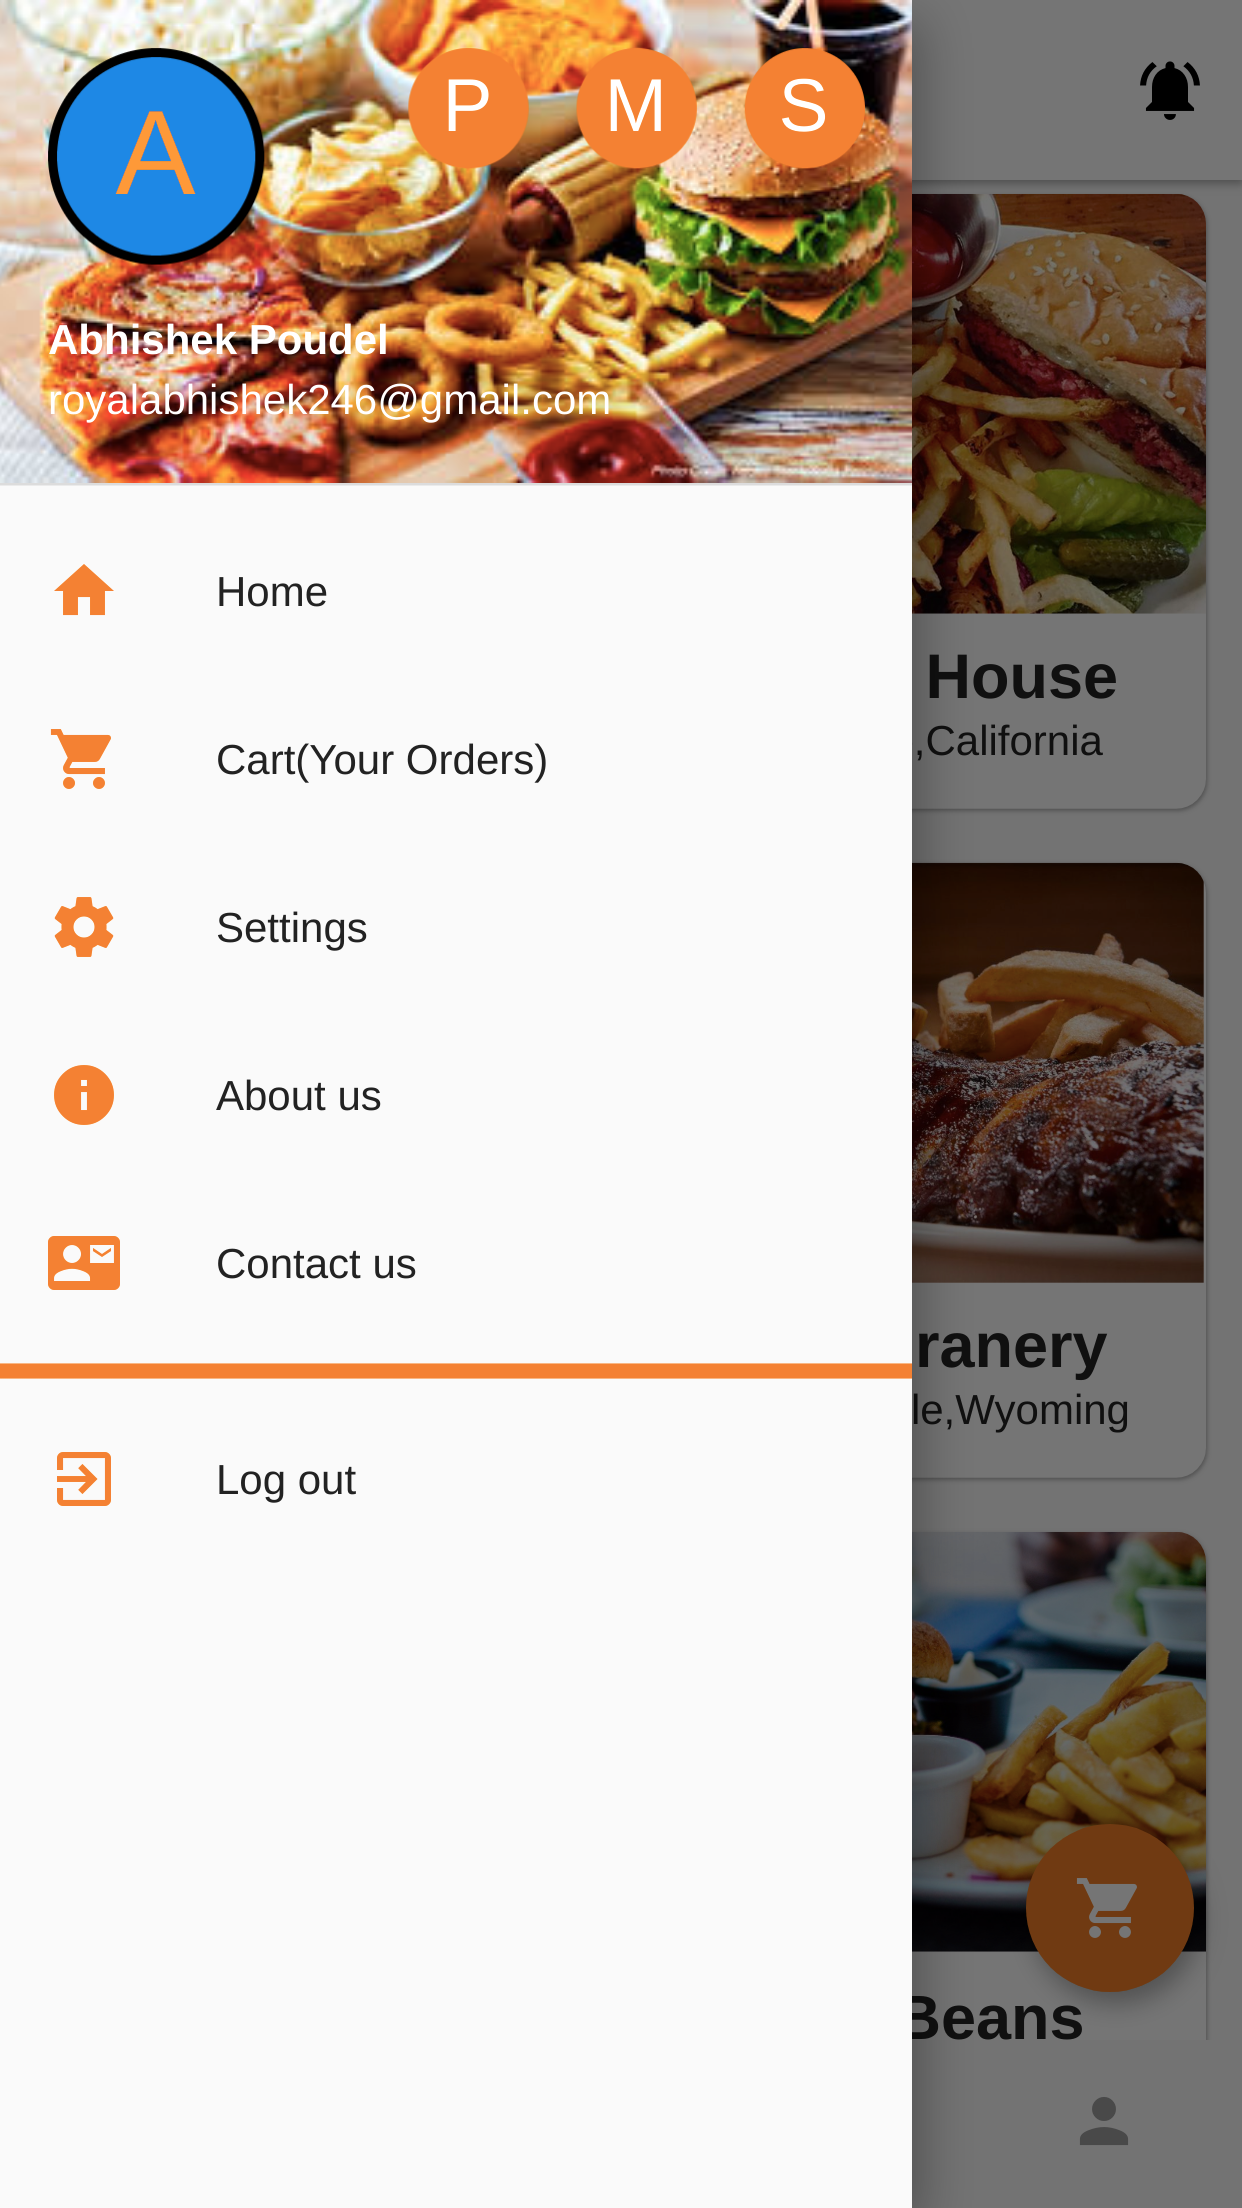 A
P M S
Abhishek Poudel
royalabhishek246@gmail.com
Home
Cart(Your Orders)
Settings
About us
Contact us
Log out
House
,California
ranery
le,Wyoming
Beans